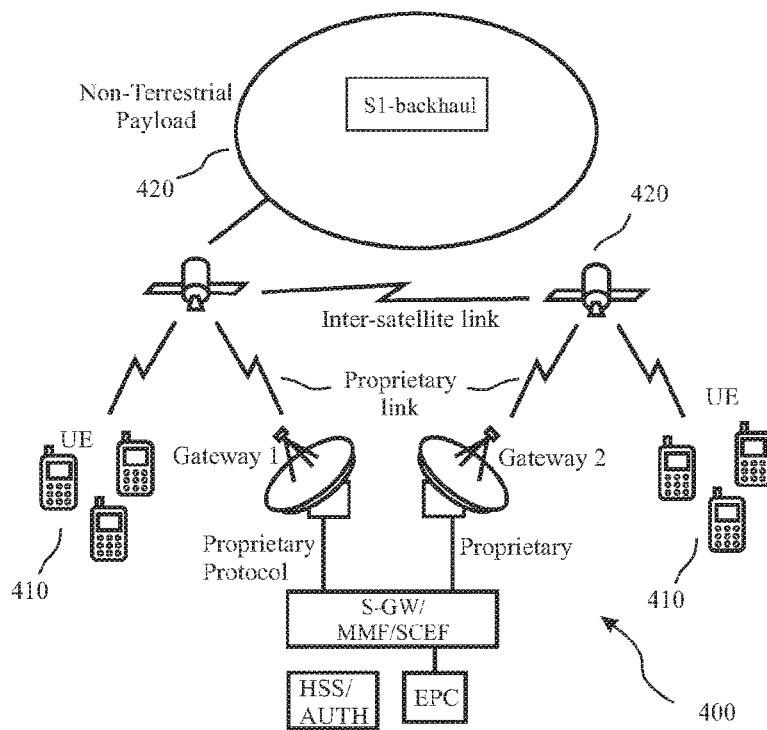 Non-Terrestrial
Payload
S1-backhaul
420
420
Inter-satellite link
Proprietary
link
UE
UE
Gateway 1
Gateway 2
410
Proprietary
Protocol
Proprietary
410
S-GW/
MMF/SCEF
HSS/
AUTH
EPC
400